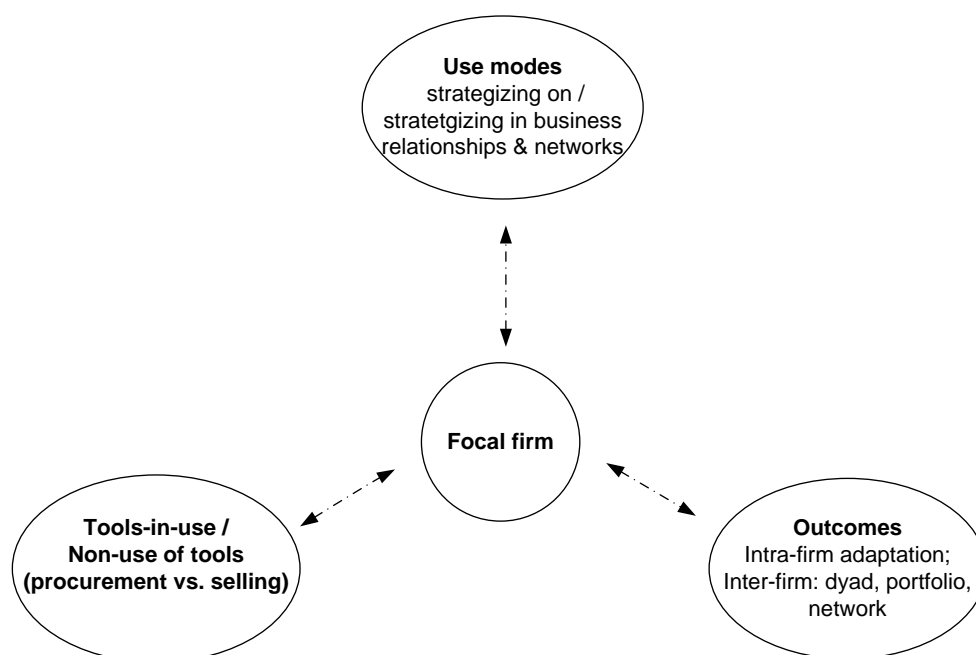 Use modes
strategizing on /
stratetgizing in business
relationships & networks
Focal firm
Tools-in-use /
Non-use of tools
(procurement vs. selling)
Outcomes
Intra-firm adaptation;
Inter-firm: dyad, portfolio,
network